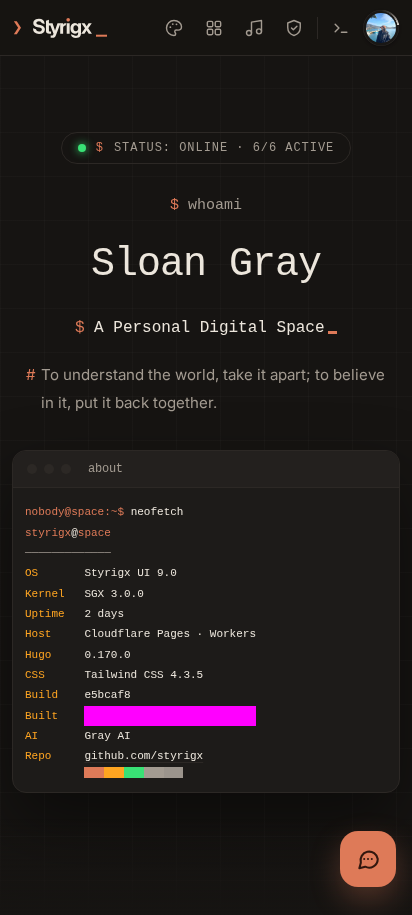 ❯ Styrigx _
$ STATUS: ONLINE · 6/6 ACTIVE
$ whoami
Sloan Gray
$ A Personal Digital Space
# To understand the world, take it apart; to believe
in it, put it back together.
about
nobody@space:~$ neofetch
styrigx@space
─────────────
OS Styrigx UI 9.0
Kernel SGX 3.0.0
Uptime 2 days
Host Cloudflare Pages · Workers
Hugo 0.170.0
CSS Tailwind CSS 4.3.5
Build e5bcaf8
Built
AI Gray AI
Repo github.com/styrigx